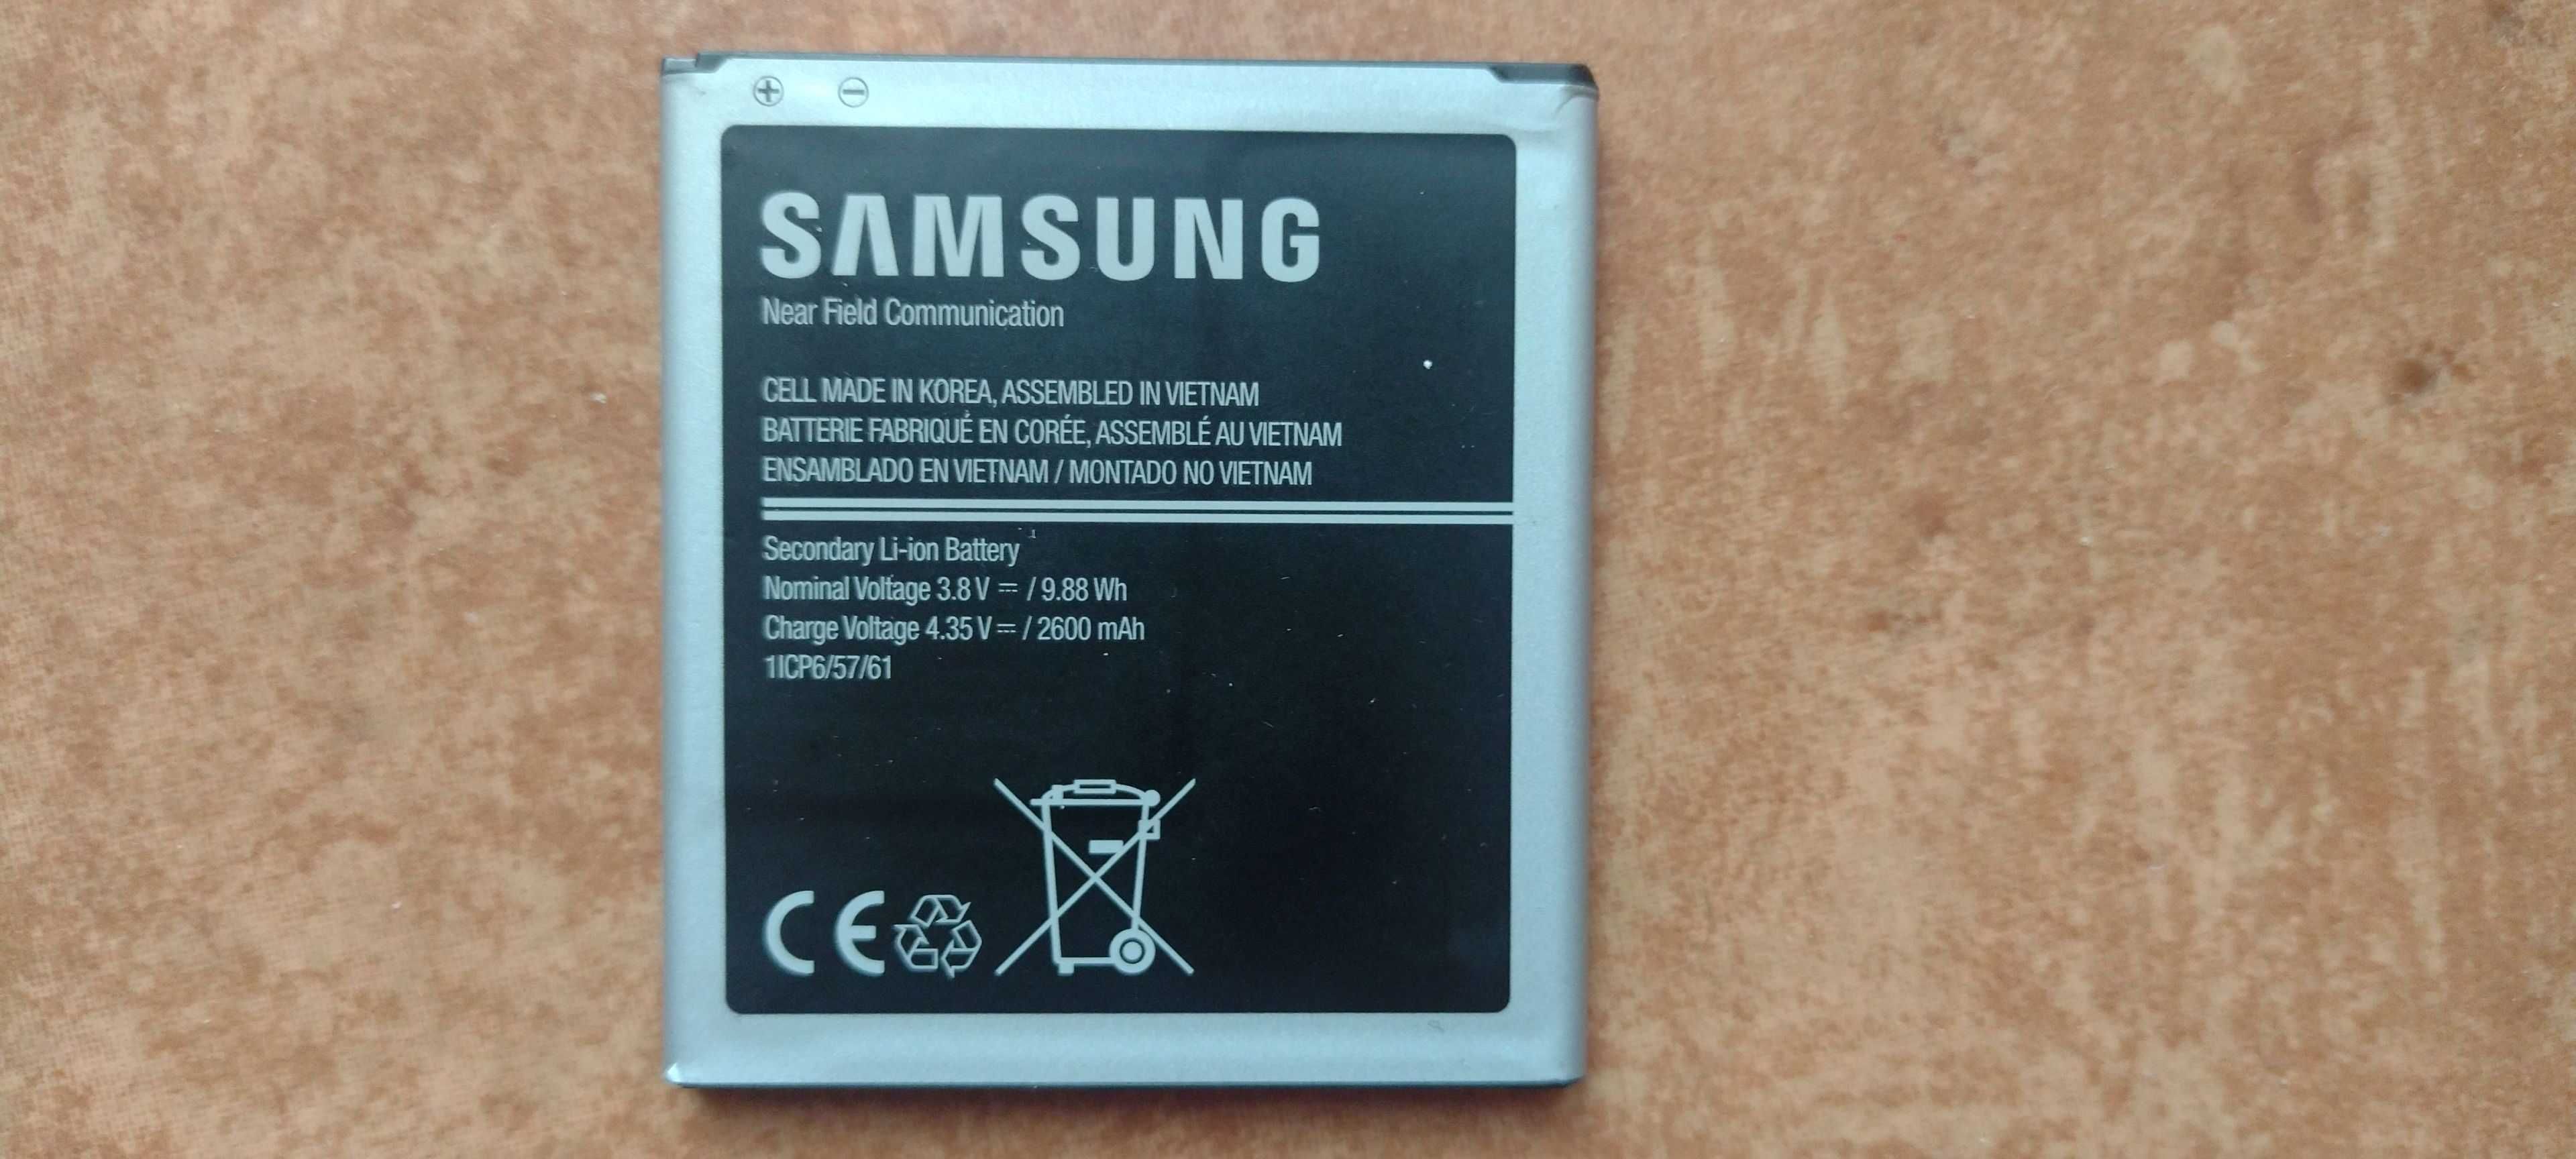 SAMSUNG
Near Field Communication
CELL MADE IN KOREA, ASSEMBLED IN VIETNAM
BATTERIE FABRIQUÉ EN CORÉE, ASSEMBLÉ AU VIETNAM
ENSAMBLADO EN VIETNAM / MONTADO NO VIETNAM
Secondary Li-ion Battery
Nominal Voltage 3.8 V ⎓ / 9.88 Wh
Charge Voltage 4.35 V ⎓ / 2600 mAh
1ICP6/57/61
CE